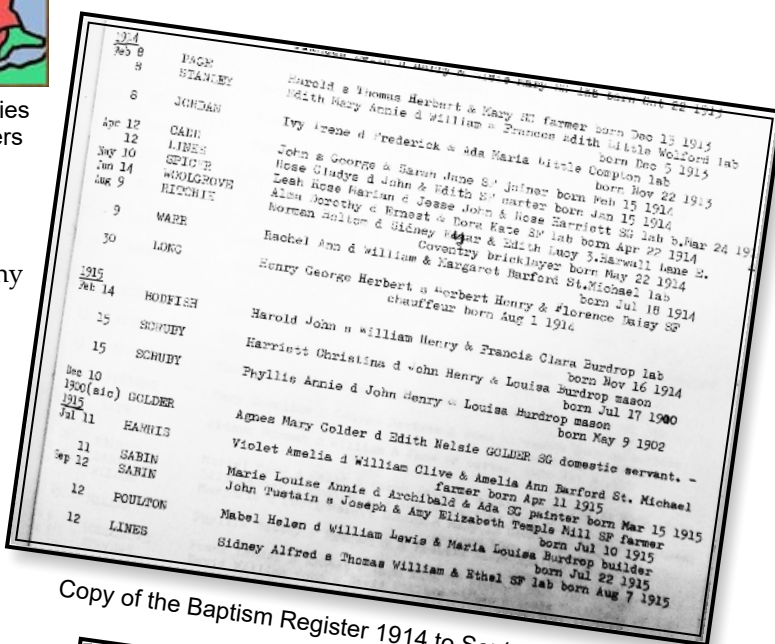 ies
ers
ny
1914
Feb 8 PAGE Harold s Thomas Herbert & Mary SG farmer born Dec 13 1913
8 STANLEY Edith Mary Annie d William & Frances Edith Little Wolford lab
born Dec 5 1913
8 JORDAN Ivy Irene d Frederick & Ada Maria Little Compton lab
born Nov 22 1913
Apr 12 John s George & Sarah Jane SF joiner born Feb 15 1914
12 LINES Rose Gladys d John & Edith SF carter born Jan 15 1914
May 10 SPICER Leah Rose Marian d Jesse John & Rose Harriett SG lab b.Mar 24 19
Jun 14 WOOLGROVE Alma Dorothy d Ernest & Dora Kate SF lab born Apr 22 1914
Aug 9 RITCHIE Norman d Sidney & Edith Lucy Lane E.
Coventry bricklayer born May 22 1914
9 WARR Rachel Ann d William & Margaret Barford St.Michael lab
born Jul 18 1914
30 LONG Henry George Herbert s Herbert Henry & Florence Daisy SF
chauffeur born Aug 1 1914
1915
Feb 14 BODFISH Harold John s William Henry & Francis Clara Burdrop lab
born Nov 16 1914
15 SCRUBY Harriett Christina d John Henry & Louisa Burdrop mason
born Jul 17 1900
15 SCRUBY Phyllis Annie d John Henry & Louisa Burdrop mason
born May 9 1902
Dec 10
1900(sic) GOLDER Agnes Mary Golder d Edith Nelsie GOLDER SG domestic servant. -
1915
Jul 11 HARRIS Violet Amelia d William Clive & Amelia Ann Barford St. Michael
farmer born Apr 11 1915
11 SABIN Marie Louise Annie d Archibald & Ada SG painter born Mar 15 1915
Sep 12 SABIN John Tustain s Joseph & Amy Elizabeth Temple Mill SF farmer
born Jul 10 1915
12 POULTON Mabel Helen d William Lewis & Maria Louisa Burdrop builder
born Jul 22 1915
12 LINES Sidney Alfred s Thomas William & Ethel SF lab born Aug 7 1915
Copy of the Baptism Register 1914 to